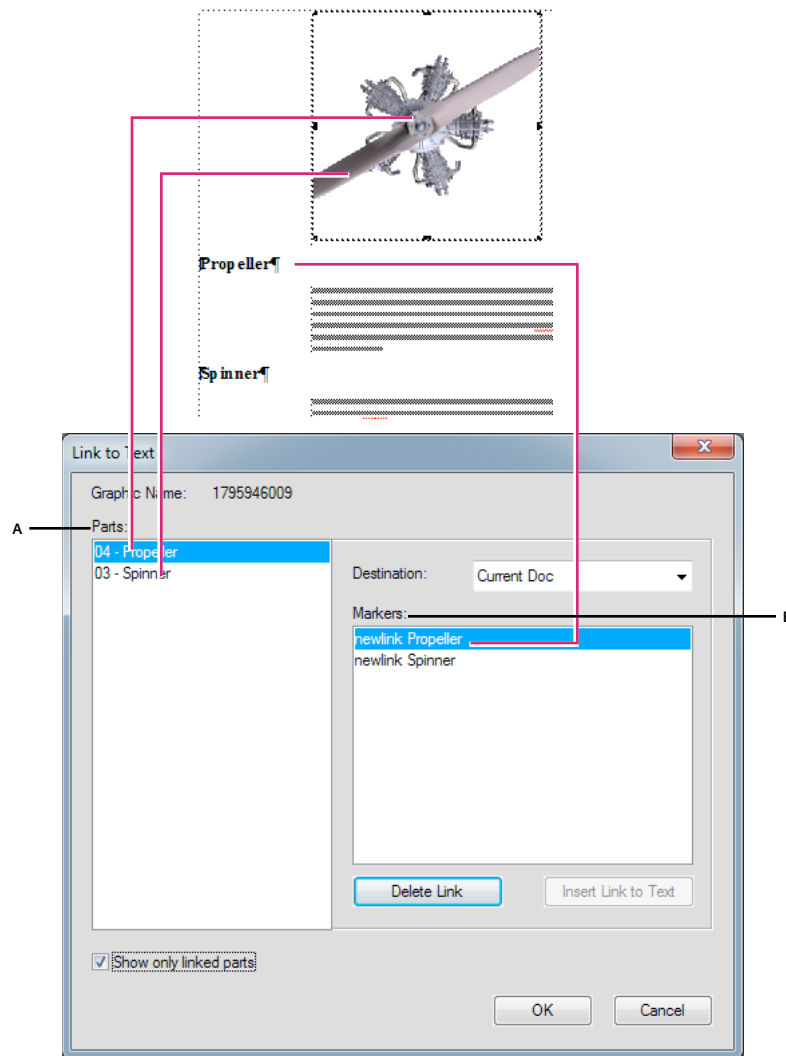 Propeller¶
Spinner¶
Link to Text
Graphic Name: 1795946009
A
Parts:
04 - Propeller
03 - Spinner
Destination: Current Doc
Markers:
newlink Propeller
newlink Spinner
Delete Link
Insert Link to Text
Show only linked parts
OK
Cancel